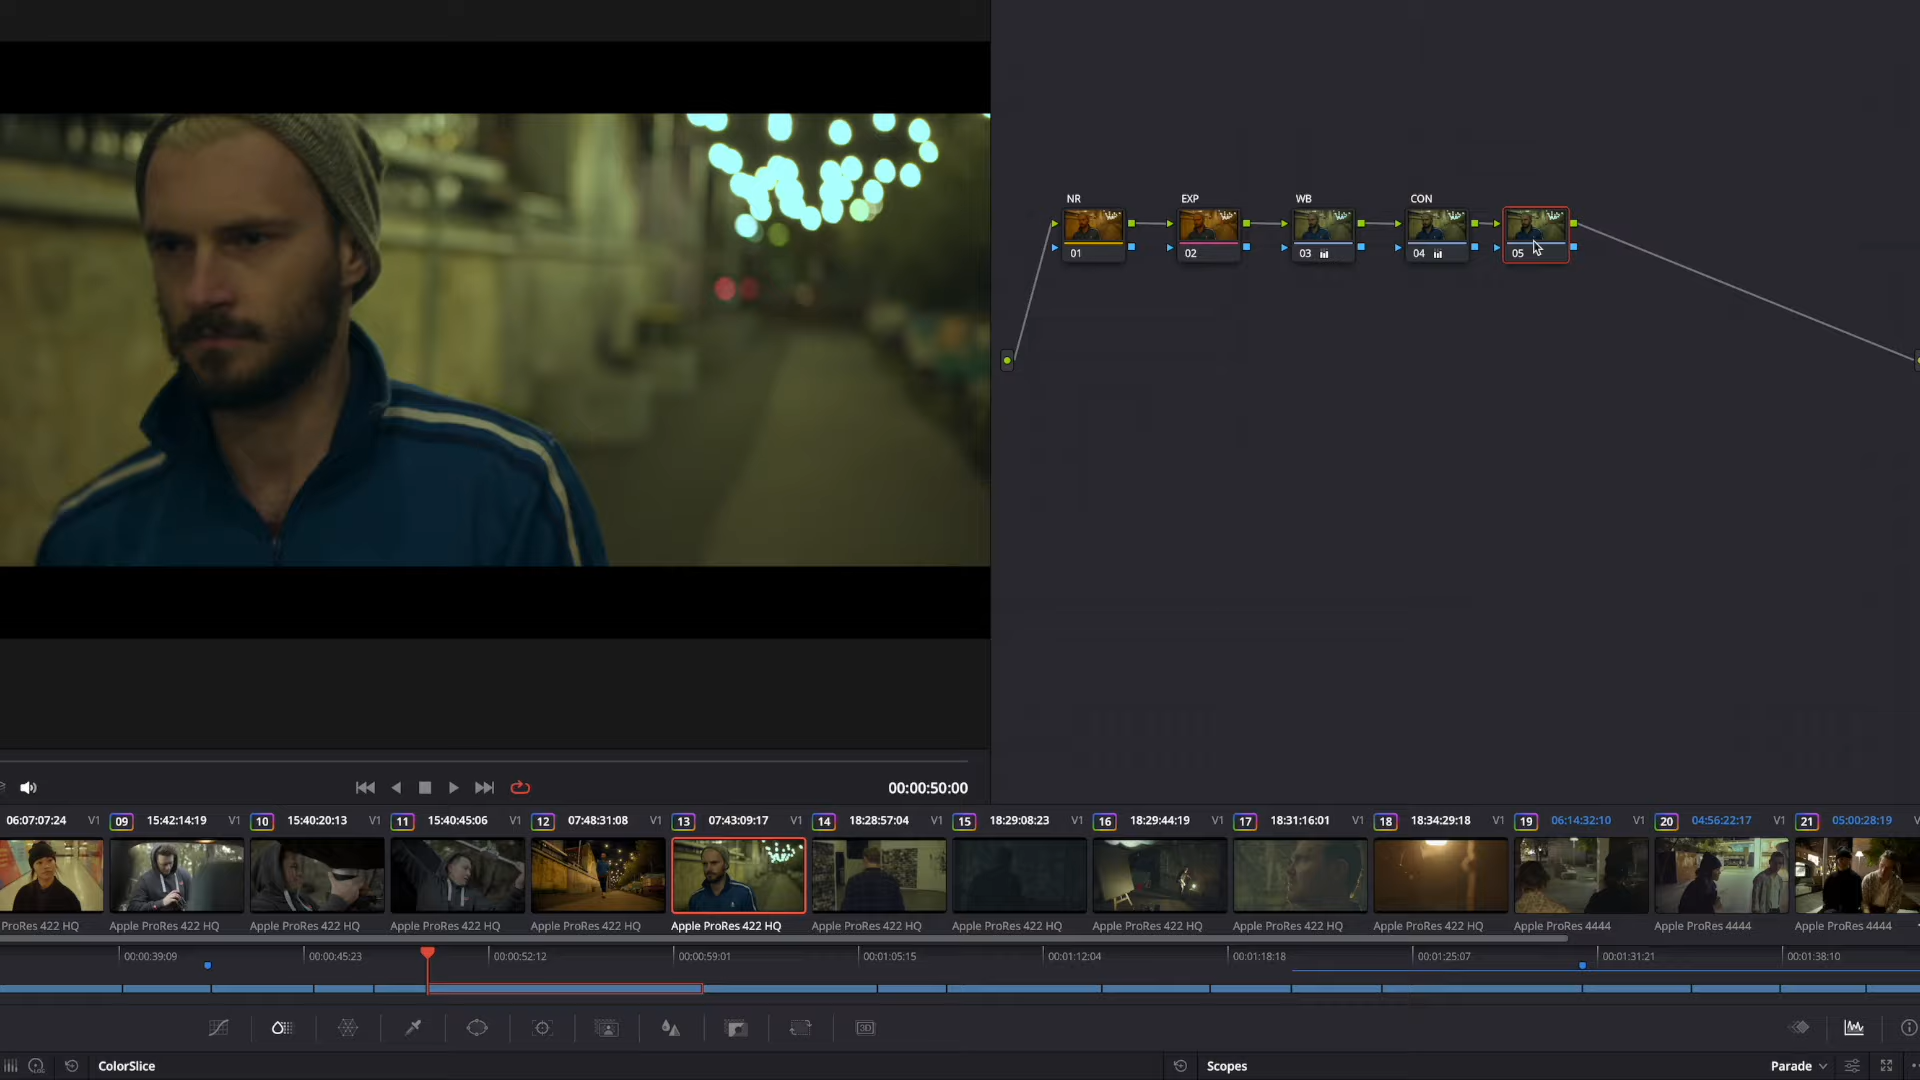 NR
EXP
WB
CON
01
02
03
04
05
00:00:50:00
06:07:07:24 V1 09 15:42:14:19 V1 10 15:40:20:13 V1 11 15:40:45:06 V1 12 07:48:31:08 V1 13 07:43:09:17 V1 14 18:28:57:04 V1 15 18:29:08:23 V1 16 18:29:44:19 V1 17 18:31:16:01 V1 18 18:34:29:18 V1 19 06:14:32:10 V1 20 04:56:22:17 V1 21 05:00:28:19
ProRes 422 HQ Apple ProRes 422 HQ Apple ProRes 422 HQ Apple ProRes 422 HQ Apple ProRes 422 HQ Apple ProRes 422 HQ Apple ProRes 422 HQ Apple ProRes 422 HQ Apple ProRes 422 HQ Apple ProRes 422 HQ Apple ProRes 422 HQ Apple ProRes 4444 Apple ProRes 4444 Apple ProRes 4444
00:00:39:09 00:00:45:23 00:00:52:12 00:00:59:01 00:01:05:15 00:01:12:04 00:01:18:18 00:01:25:07 00:01:31:21 00:01:38:10
3D
ColorSlice
Scopes
Parade